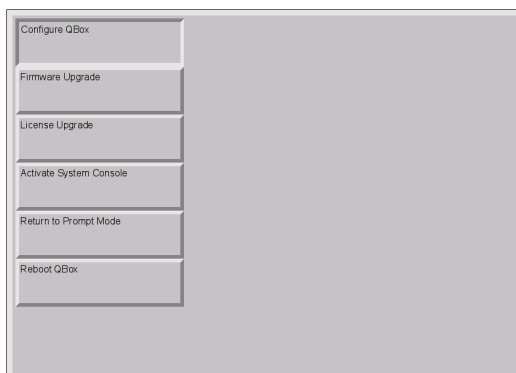 Configure QBox
Firmware Upgrade
License Upgrade
Activate System Console
Return to Prompt Mode
Reboot QBox